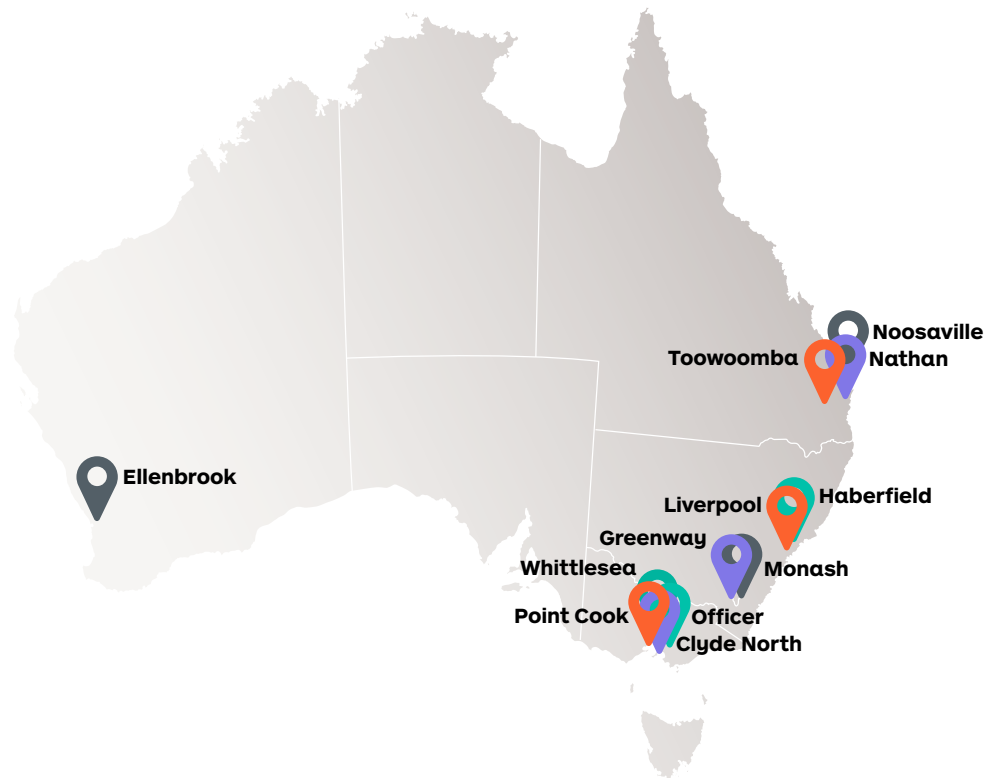 Noosaville
Toowoomba
Nathan
Ellenbrook
Haberfield
Liverpool
Greenway
Whittlesea
Monash
Point Cook
Officer
Clyde North